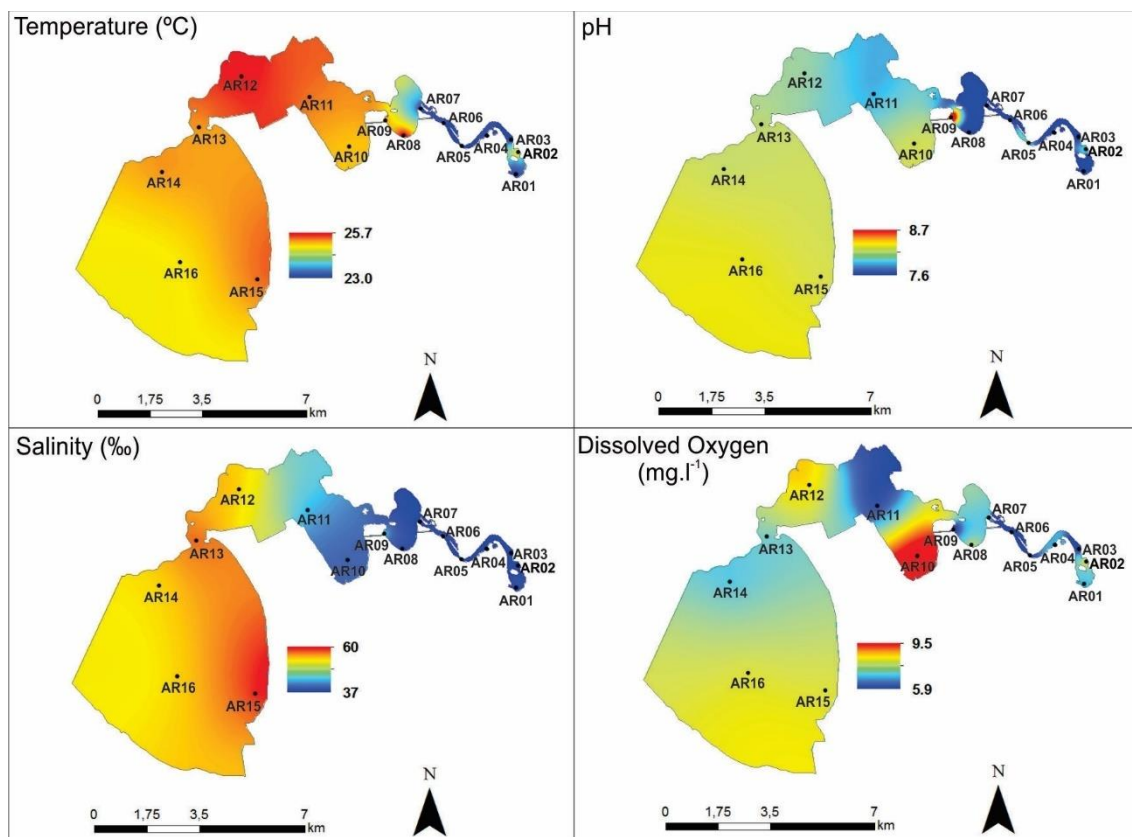 Temperature (ºC)
AR12
AR11
AR07
AR06
AR09
AR03
AR13
AR08
AR04
AR02
AR10
AR05
AR01
AR14
25.7
23.0
AR16
AR15
N
0 1,75 3,5 7
km
pH
AR12
AR11
AR07
AR06
AR09
AR03
AR13
AR08
AR04
AR02
AR10
AR05
AR01
AR14
8.7
7.6
AR16
AR15
N
0 1,75 3,5 7
km
Salinity (‰)
AR12
AR11
AR07
AR06
AR09
AR03
AR13
AR08
AR04
AR02
AR10
AR05
AR01
AR14
60
37
AR16
AR15
N
0 1,75 3,5 7
km
Dissolved Oxygen
(mg.l⁻¹)
AR12
AR11
AR07
AR06
AR09
AR03
AR13
AR08
AR04
AR02
AR10
AR05
AR01
AR14
9.5
5.9
AR16
AR15
N
0 1,75 3,5 7
km